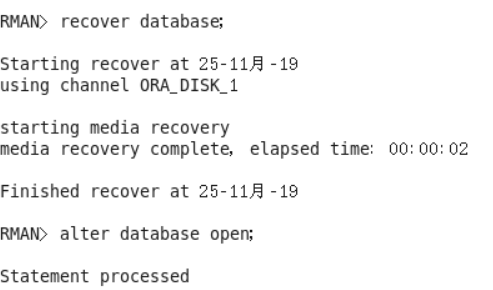 RMAN> recover database;
Starting recover at 25-11月-19
using channel ORA_DISK_1
starting media recovery
media recovery complete, elapsed time: 00:00:02
Finished recover at 25-11月-19
RMAN> alter database open;
Statement processed